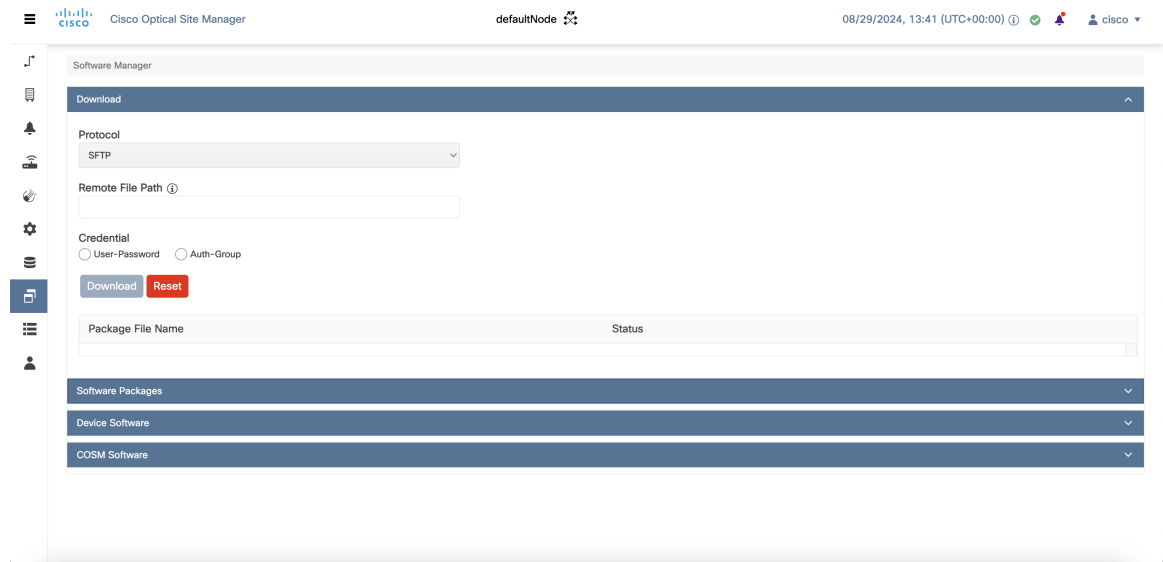 cisco Cisco Optical Site Manager defaultNode 08/29/2024, 13:41 (UTC+00:00) cisco
Software Manager
Download
Protocol
SFTP
Remote File Path
Credential
User-Password Auth-Group
Download Reset
Package File Name Status
Software Packages
Device Software
COSM Software